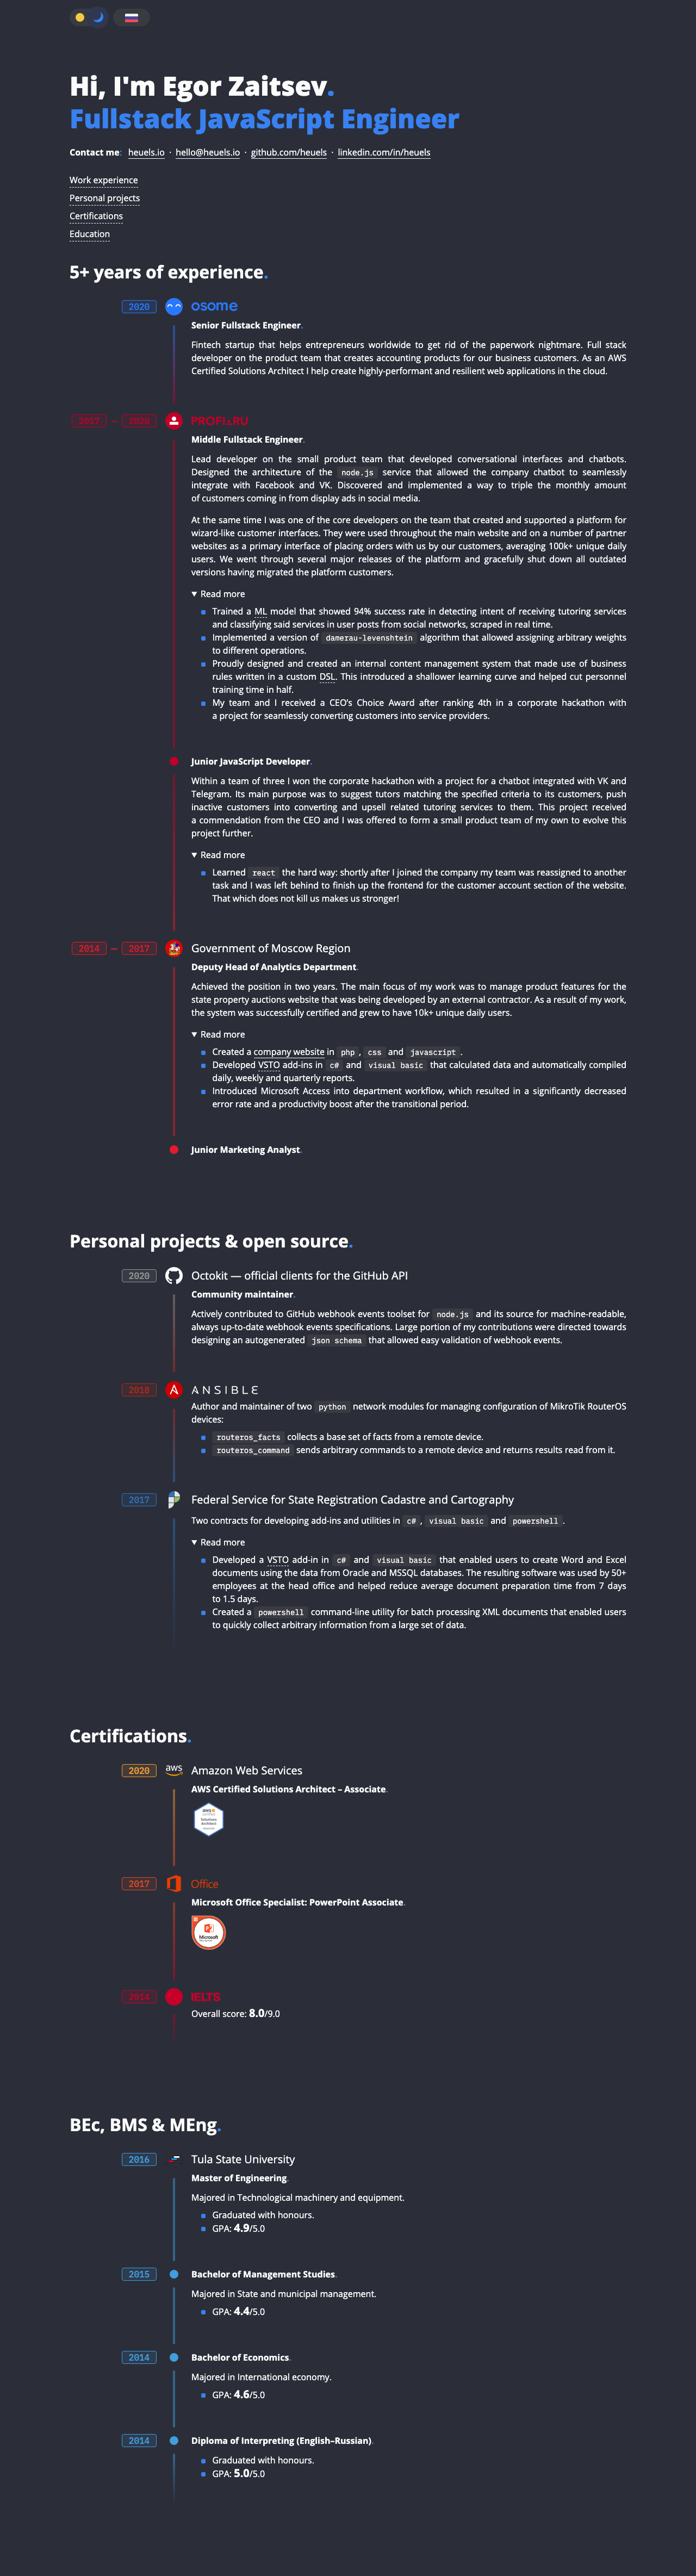 Hi, I'm Egor Zaitsev.
Fullstack JavaScript Engineer
Contact me: heuels.io · hello@heuels.io · github.com/heuels · linkedin.com/in/heuels
Work experience
Personal projects
Certifications
Education
5+ years of experience.
2020 osome
Senior Fullstack Engineer.
Fintech startup that helps entrepreneurs worldwide to get rid of the paperwork nightmare. Full stack
developer on the product team that creates accounting products for our business customers. As an AWS
Certified Solutions Architect I help create highly-performant and resilient web applications in the cloud.
2017 — 2020 PROFI.RU
Middle Fullstack Engineer.
Lead developer on the small product team that developed conversational interfaces and chatbots.
Designed the architecture of the node.js service that allowed the company chatbot to seamlessly
integrate with Facebook and VK. Discovered and implemented a way to triple the monthly amount
of customers coming in from display ads in social media.
At the same time I was one of the core developers on the team that created and supported a platform for
wizard-like customer interfaces. They were used throughout the main website and on a number of partner
websites as a primary interface of placing orders with us by our customers, averaging 100k+ unique daily
users. We went through several major releases of the platform and gracefully shut down all outdated
versions having migrated the platform customers.
▼ Read more
Trained a ML model that showed 94% success rate in detecting intent of receiving tutoring services
and classifying said services in user posts from social networks, scraped in real time.
Implemented a version of damerau-levenshtein algorithm that allowed assigning arbitrary weights
to different operations.
Proudly designed and created an internal content management system that made use of business
rules written in a custom DSL. This introduced a shallower learning curve and helped cut personnel
training time in half.
My team and I received a CEO's Choice Award after ranking 4th in a corporate hackathon with
a project for seamlessly converting customers into service providers.
Junior JavaScript Developer.
Within a team of three I won the corporate hackathon with a project for a chatbot integrated with VK and
Telegram. Its main purpose was to suggest tutors matching the specified criteria to its customers, push
inactive customers into converting and upsell related tutoring services to them. This project received
a commendation from the CEO and I was offered to form a small product team of my own to evolve this
project further.
▼ Read more
Learned react the hard way: shortly after I joined the company my team was reassigned to another
task and I was left behind to finish up the frontend for the customer account section of the website.
That which does not kill us makes us stronger!
2014 — 2017 Government of Moscow Region
Deputy Head of Analytics Department.
Achieved the position in two years. The main focus of my work was to manage product features for the
state property auctions website that was being developed by an external contractor. As a result of my work,
the system was successfully certified and grew to have 10k+ unique daily users.
▼ Read more
Created a company website in php, css and javascript.
Developed VSTO add-ins in c# and visual basic that calculated data and automatically compiled
daily, weekly and quarterly reports.
Introduced Microsoft Access into department workflow, which resulted in a significantly decreased
error rate and a productivity boost after the transitional period.
Junior Marketing Analyst.
Personal projects & open source.
2020 Octokit — official clients for the GitHub API
Community maintainer.
Actively contributed to GitHub webhook events toolset for node.js and its source for machine-readable,
always up-to-date webhook events specifications. Large portion of my contributions were directed towards
designing an autogenerated json schema that allowed easy validation of webhook events.
2018 ANSIBLE
Author and maintainer of two python network modules for managing configuration of MikroTik RouterOS
devices:
routeros_facts collects a base set of facts from a remote device.
routeros_command sends arbitrary commands to a remote device and returns results read from it.
2017 Federal Service for State Registration Cadastre and Cartography
Two contracts for developing add-ins and utilities in c#, visual basic and powershell.
▼ Read more
Developed a VSTO add-in in c# and visual basic that enabled users to create Word and Excel
documents using the data from Oracle and MSSQL databases. The resulting software was used by 50+
employees at the head office and helped reduce average document preparation time from 7 days
to 1.5 days.
Created a powershell command-line utility for batch processing XML documents that enabled users
to quickly collect arbitrary information from a large set of data.
Certifications.
2020 aws Amazon Web Services
AWS Certified Solutions Architect – Associate.
aws
certified
Solutions
Architect
2017 Office
Microsoft Office Specialist: PowerPoint Associate.
Microsoft
2014 IELTS
Overall score: 8.0/9.0
BEc, BMS & MEng.
2016 Tula State University
Master of Engineering.
Majored in Technological machinery and equipment.
Graduated with honours.
GPA: 4.9/5.0
2015 Bachelor of Management Studies.
Majored in State and municipal management.
GPA: 4.4/5.0
2014 Bachelor of Economics.
Majored in International economy.
GPA: 4.6/5.0
2014 Diploma of Interpreting (English–Russian).
Graduated with honours.
GPA: 5.0/5.0